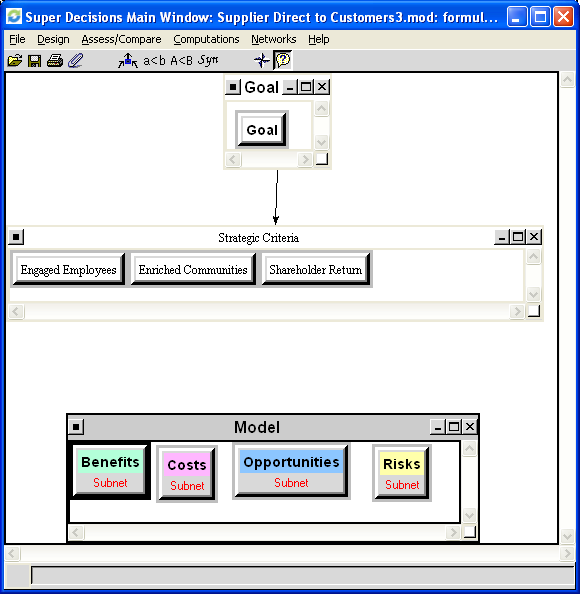 Super Decisions Main Window: Supplier Direct to Customers3.mod: formul...
File Design Assess/Compare Computations Networks Help
a<b A<B Syn ?
Goal
Goal
Strategic Criteria
Engaged Employees Enriched Communities Shareholder Return
Model
Benefits Costs Opportunities Risks
Subnet Subnet Subnet Subnet